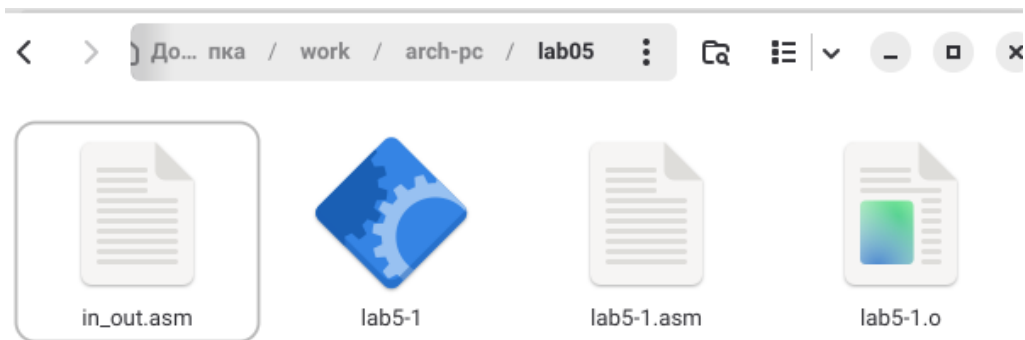 До... пка / work / arch-pc / lab05
in_out.asm lab5-1 lab5-1.asm lab5-1.o